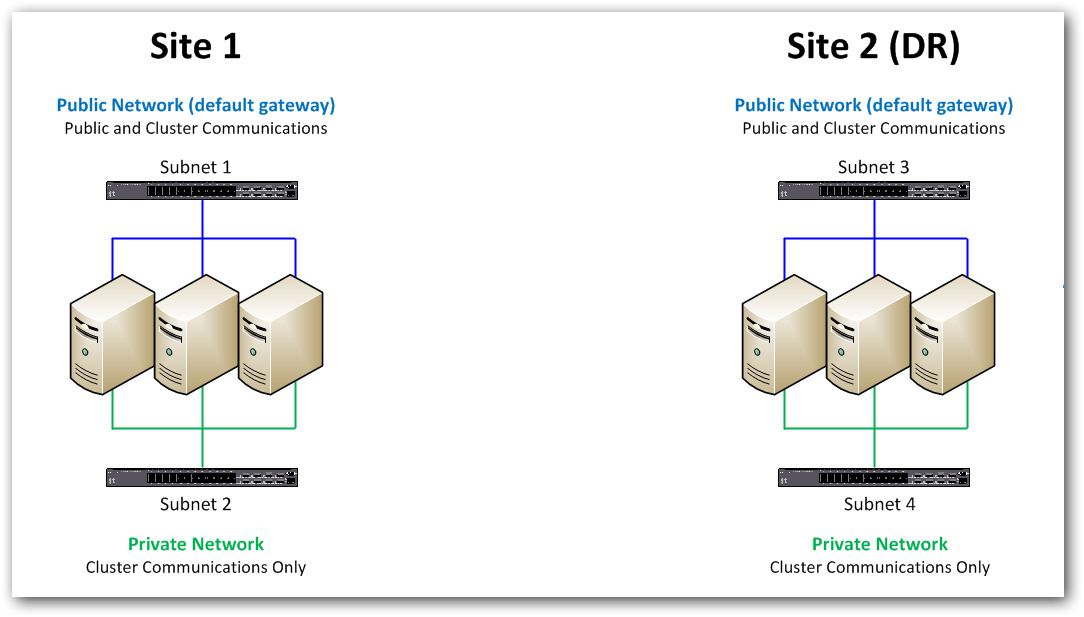 Site 1
Public Network (default gateway)
Public and Cluster Communications
Subnet 1
Subnet 2
Private Network
Cluster Communications Only
Site 2 (DR)
Public Network (default gateway)
Public and Cluster Communications
Subnet 3
Subnet 4
Private Network
Cluster Communications Only